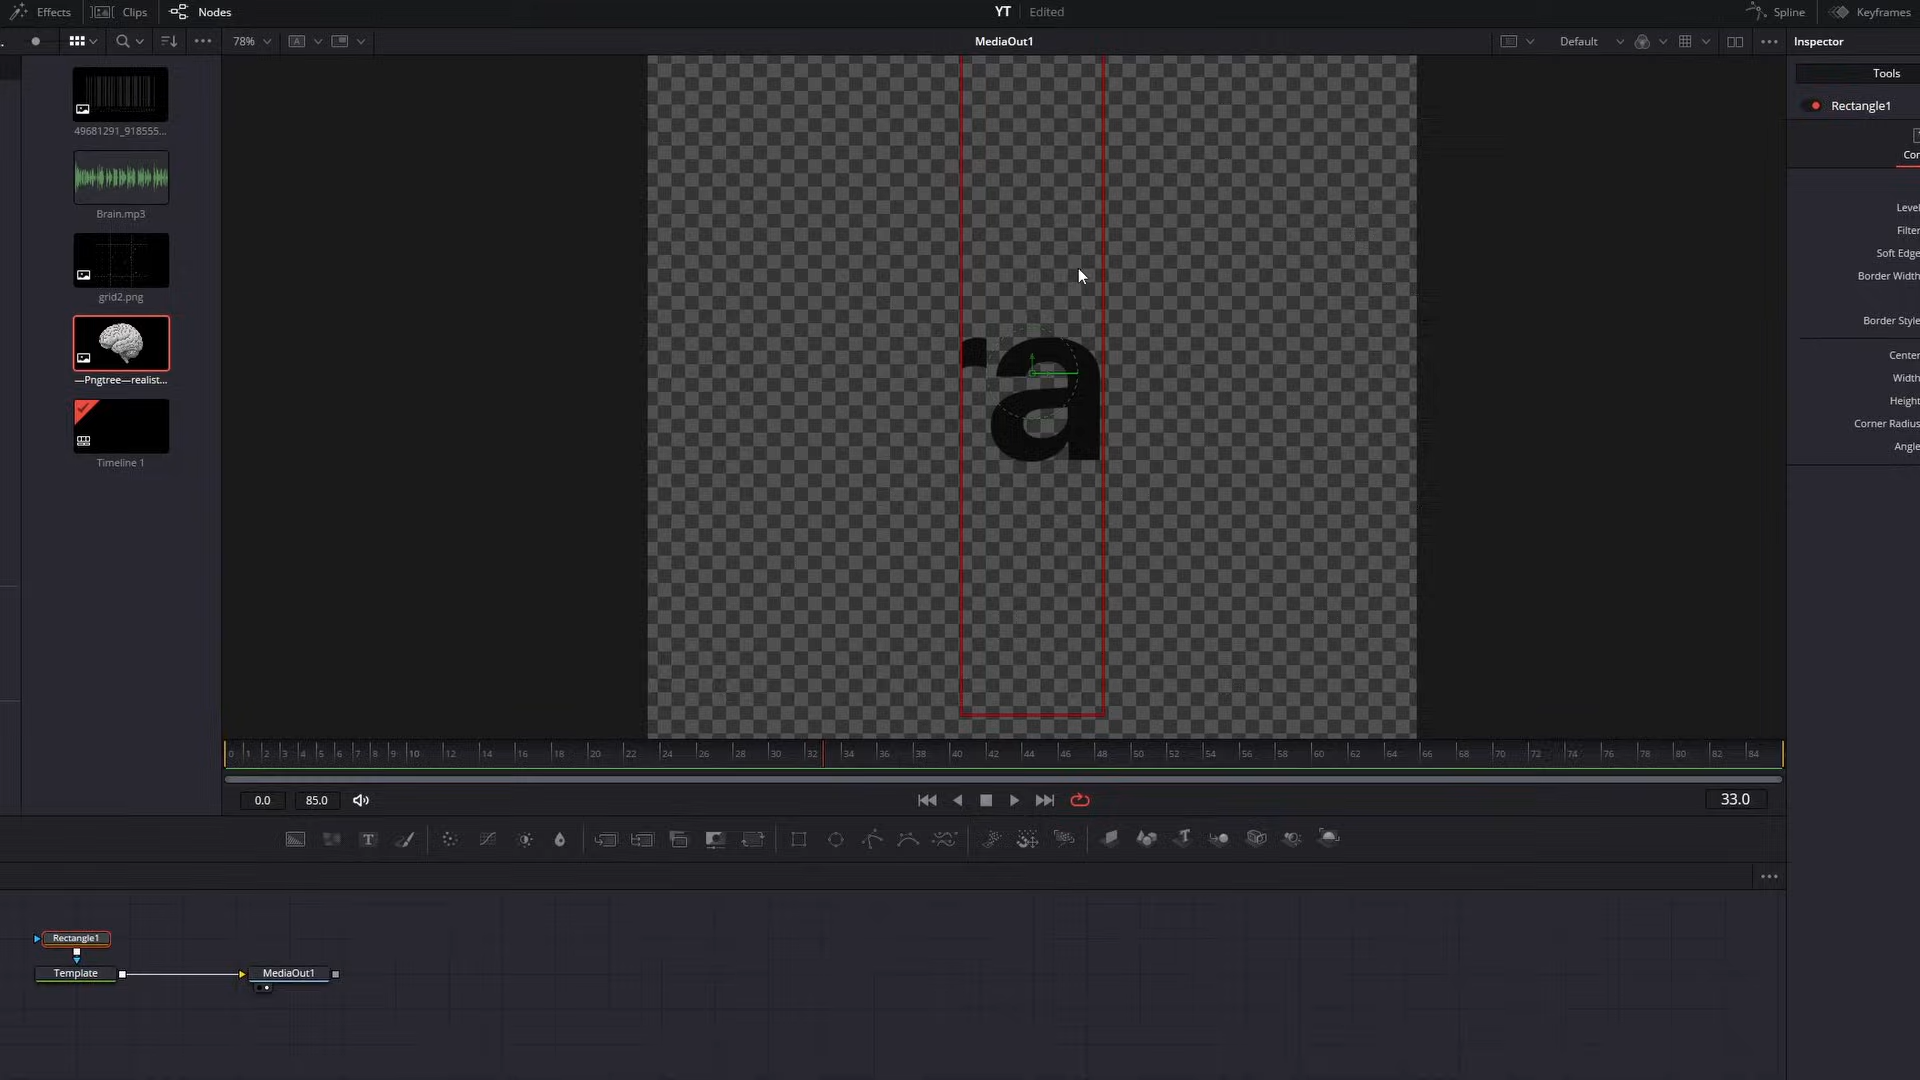 Effects
Clips
Nodes
YT
Edited
Spline
Keyframes
78%
A
MediaOut1
Default
Inspector
Tools
Rectangle1
Level
Filter
Soft Edge
Border Width
Border Style
Center
Width
Height
Corner Radius
Angle
49681291_918555...
Brain.mp3
grid2.png
—Pngtree—realist...
Timeline 1
ra
0 1 2 3 4 5 6 7 8 9 10 12 14 16 18 20 22 24 26 28 30 32 34 36 38 40 42 44 46 48 50 52 54 56 58 60 62 64 66 68 70 72 74 76 78 80 82 84
0.0
85.0
33.0
T
Rectangle1
Template
MediaOut1